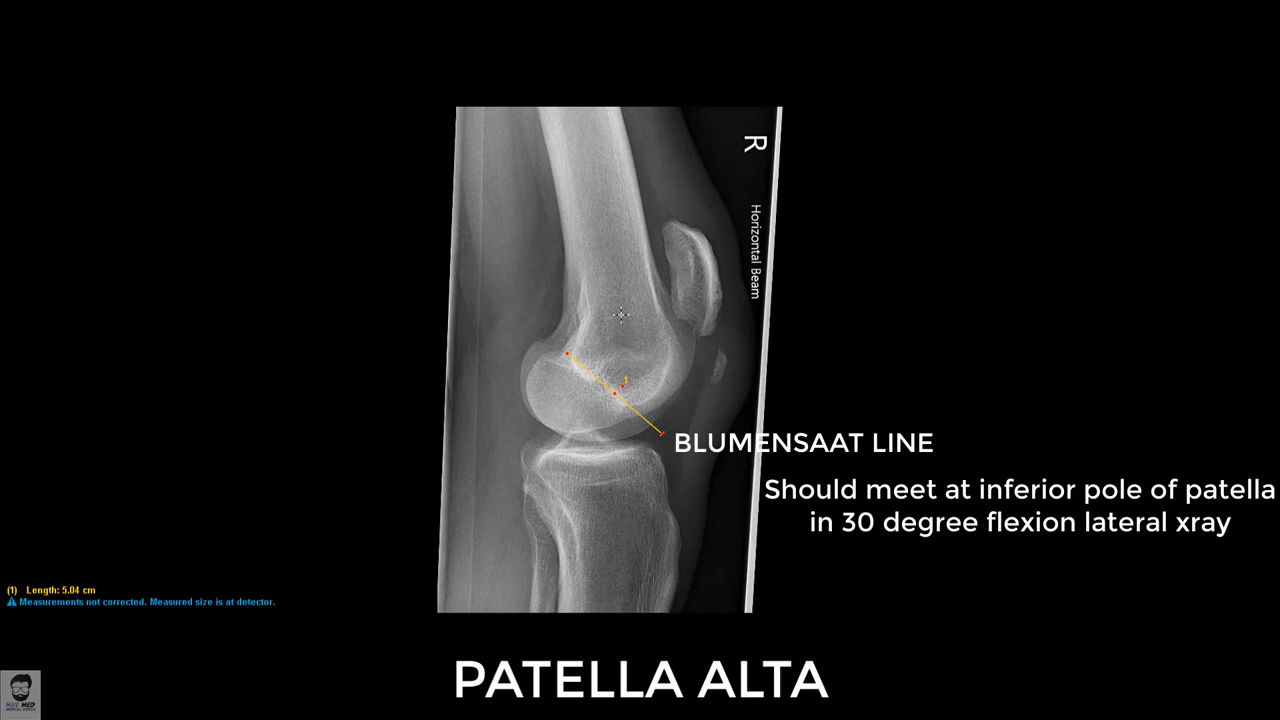 R
Horizontal Beam
1
BLUMENSAAT LINE
Should meet at inferior pole of patella
in 30 degree flexion lateral xray
(1) Length: 5.04 cm
Measurements not corrected. Measured size is at detector.
PATELLA ALTA